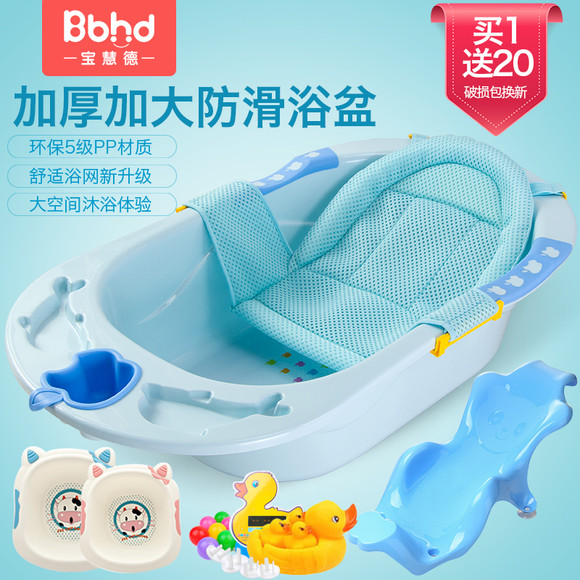 Bbhd
宝慧德
买1
送20
破损包换新
加厚加大防滑浴盆
环保5级PP材质
舒适浴网新升级
大空间沐浴体验